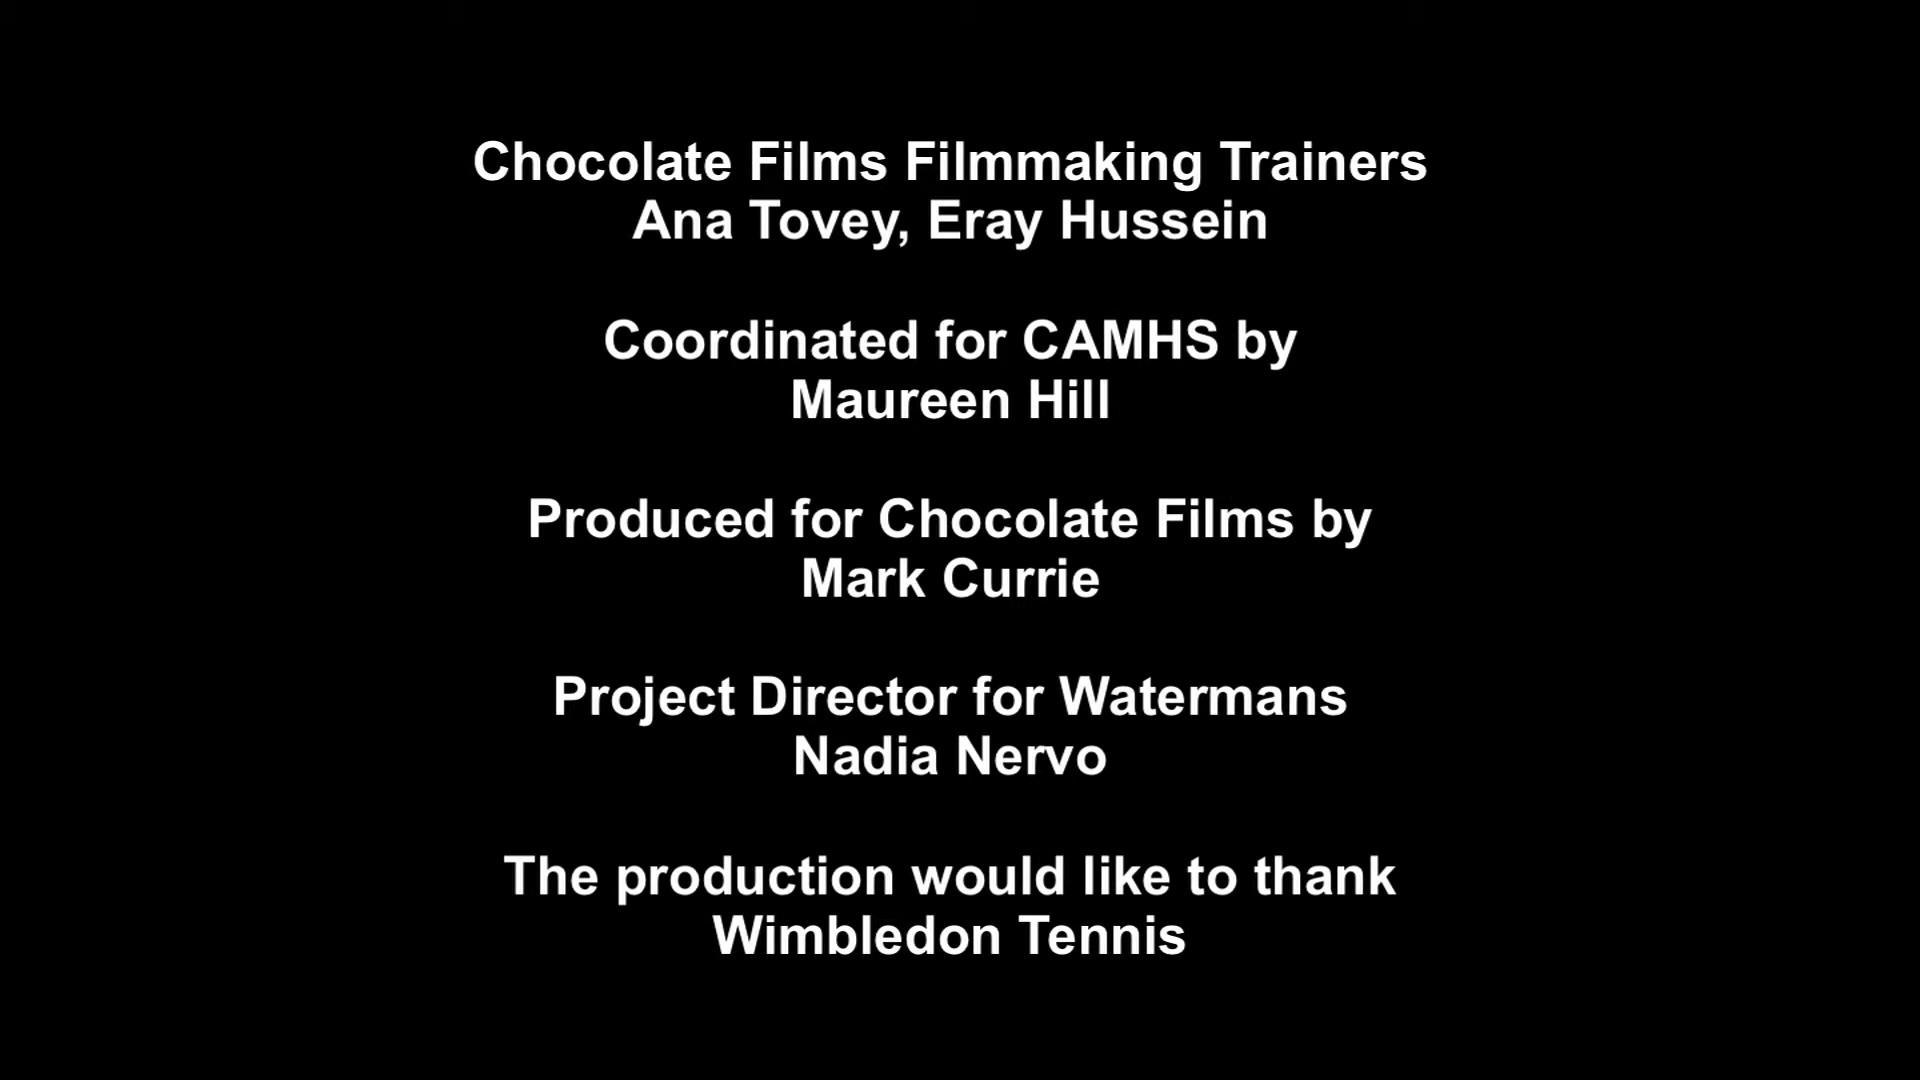 Chocolate Films Filmmaking Trainers
Ana Tovey, Eray Hussein
Coordinated for CAMHS by
Maureen Hill
Produced for Chocolate Films by
Mark Currie
Project Director for Watermans
Nadia Nervo
The production would like to thank
Wimbledon Tennis